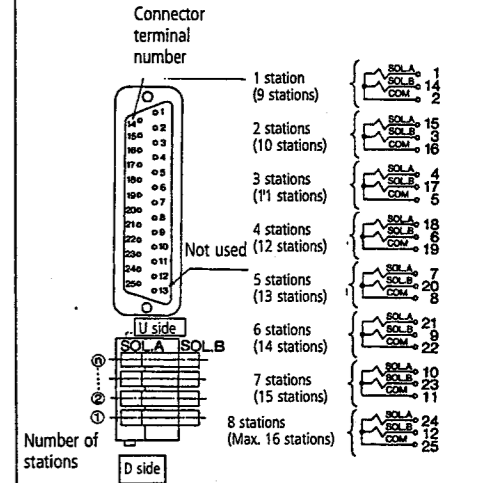 Connector
terminal
number
1
14
2
15
3
16
4
17
5
18
6
19
7
20
8
21
9
22
10
23
11
24
12
25
13
Not used
U side
SOL.A SOL.B
n
2
1
Number of
stations
D side
1 station
(9 stations)
SOL.A 1
SOL.B 14
COM 2
2 stations
(10 stations)
SOL.A 15
SOL.B 3
COM 16
3 stations
(11 stations)
SOL.A 4
SOL.B 17
COM 5
4 stations
(12 stations)
SOL.A 18
SOL.B 6
COM 19
5 stations
(13 stations)
SOL.A 7
SOL.B 20
COM 8
6 stations
(14 stations)
SOL.A 21
SOL.B 9
COM 22
7 stations
(15 stations)
SOL.A 10
SOL.B 23
COM 11
8 stations
(Max. 16 stations)
SOL.A 24
SOL.B 12
COM 25